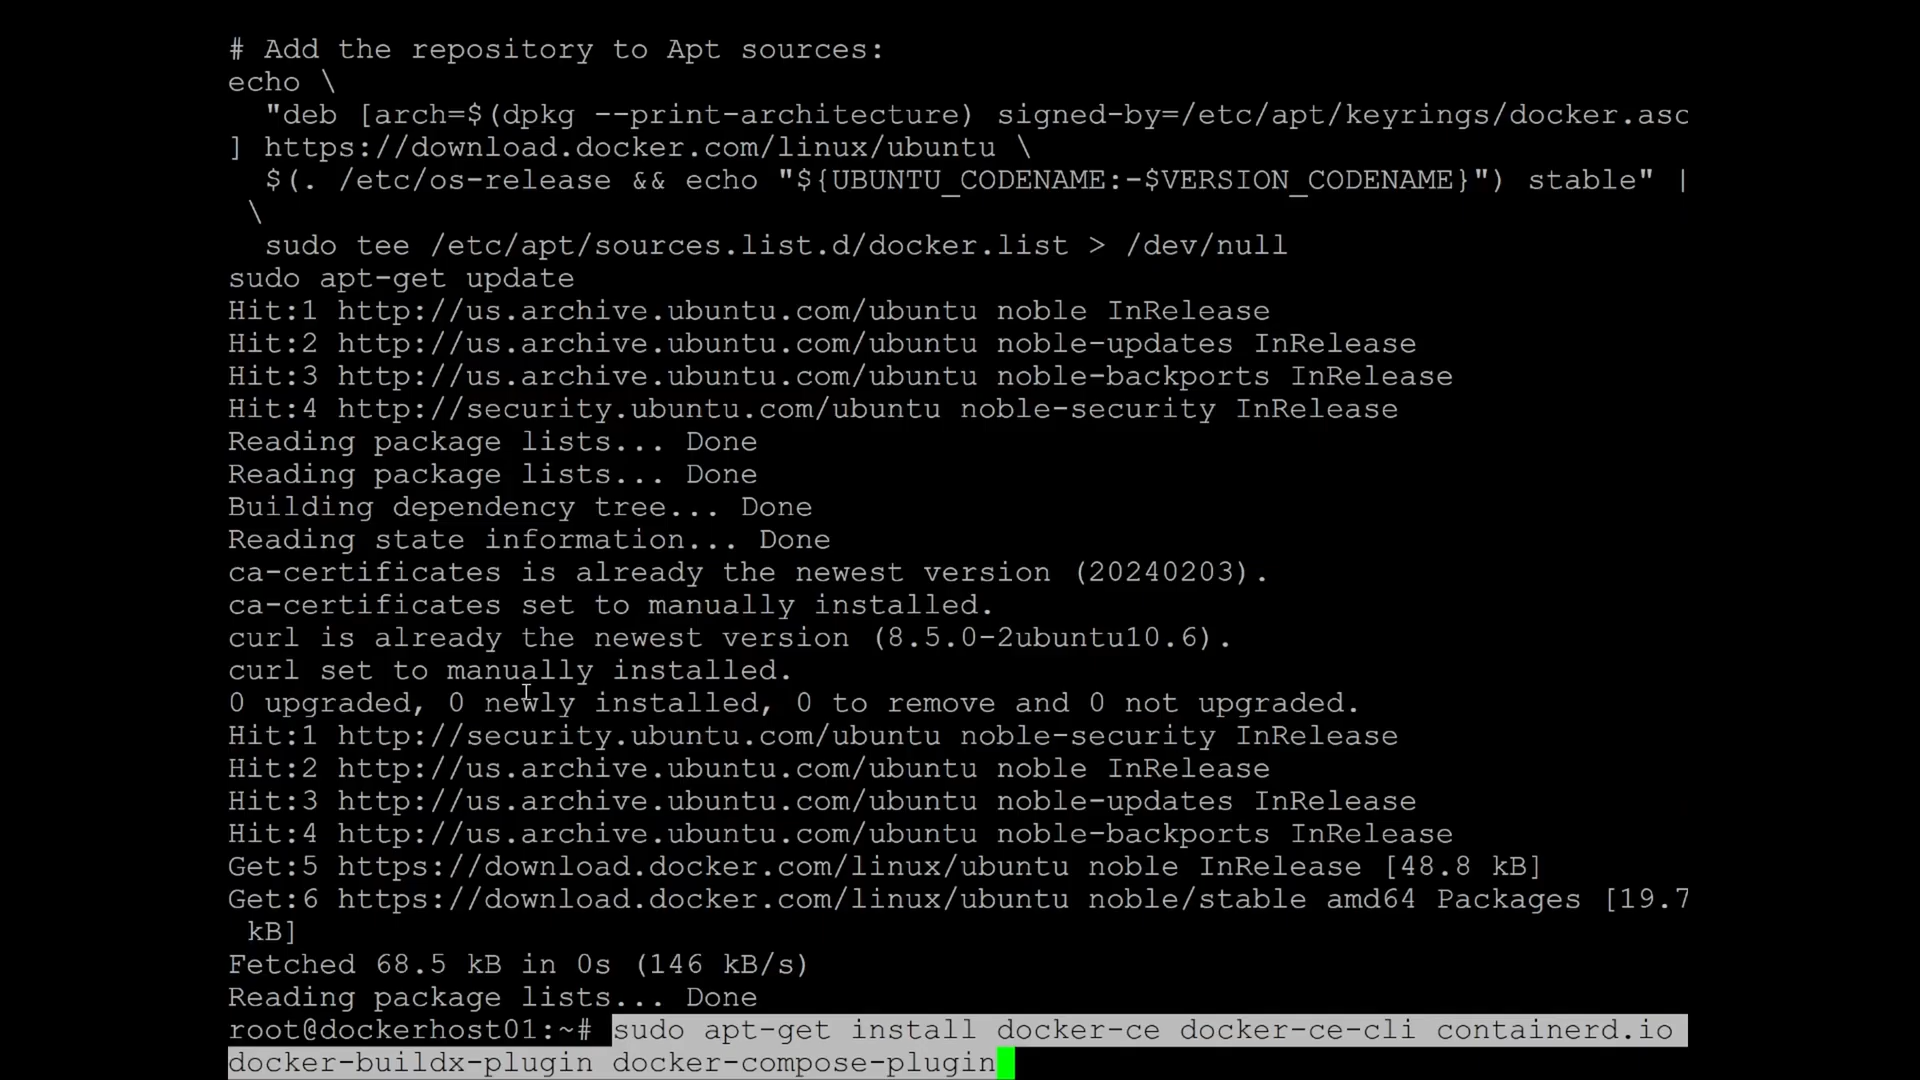 # Add the repository to Apt sources:
echo \
  "deb [arch=$(dpkg --print-architecture) signed-by=/etc/apt/keyrings/docker.asc
] https://download.docker.com/linux/ubuntu \
  $(. /etc/os-release && echo "${UBUNTU_CODENAME:-$VERSION_CODENAME}") stable" |
 \
  sudo tee /etc/apt/sources.list.d/docker.list > /dev/null
sudo apt-get update
Hit:1 http://us.archive.ubuntu.com/ubuntu noble InRelease
Hit:2 http://us.archive.ubuntu.com/ubuntu noble-updates InRelease
Hit:3 http://us.archive.ubuntu.com/ubuntu noble-backports InRelease
Hit:4 http://security.ubuntu.com/ubuntu noble-security InRelease
Reading package lists... Done
Reading package lists... Done
Building dependency tree... Done
Reading state information... Done
ca-certificates is already the newest version (20240203).
ca-certificates set to manually installed.
curl is already the newest version (8.5.0-2ubuntu10.6).
curl set to manually installed.
0 upgraded, 0 newly installed, 0 to remove and 0 not upgraded.
Hit:1 http://security.ubuntu.com/ubuntu noble-security InRelease
Hit:2 http://us.archive.ubuntu.com/ubuntu noble InRelease
Hit:3 http://us.archive.ubuntu.com/ubuntu noble-updates InRelease
Hit:4 http://us.archive.ubuntu.com/ubuntu noble-backports InRelease
Get:5 https://download.docker.com/linux/ubuntu noble InRelease [48.8 kB]
Get:6 https://download.docker.com/linux/ubuntu noble/stable amd64 Packages [19.7
 kB]
Fetched 68.5 kB in 0s (146 kB/s)
Reading package lists... Done
root@dockerhost01:~# sudo apt-get install docker-ce docker-ce-cli containerd.io
docker-buildx-plugin docker-compose-plugin